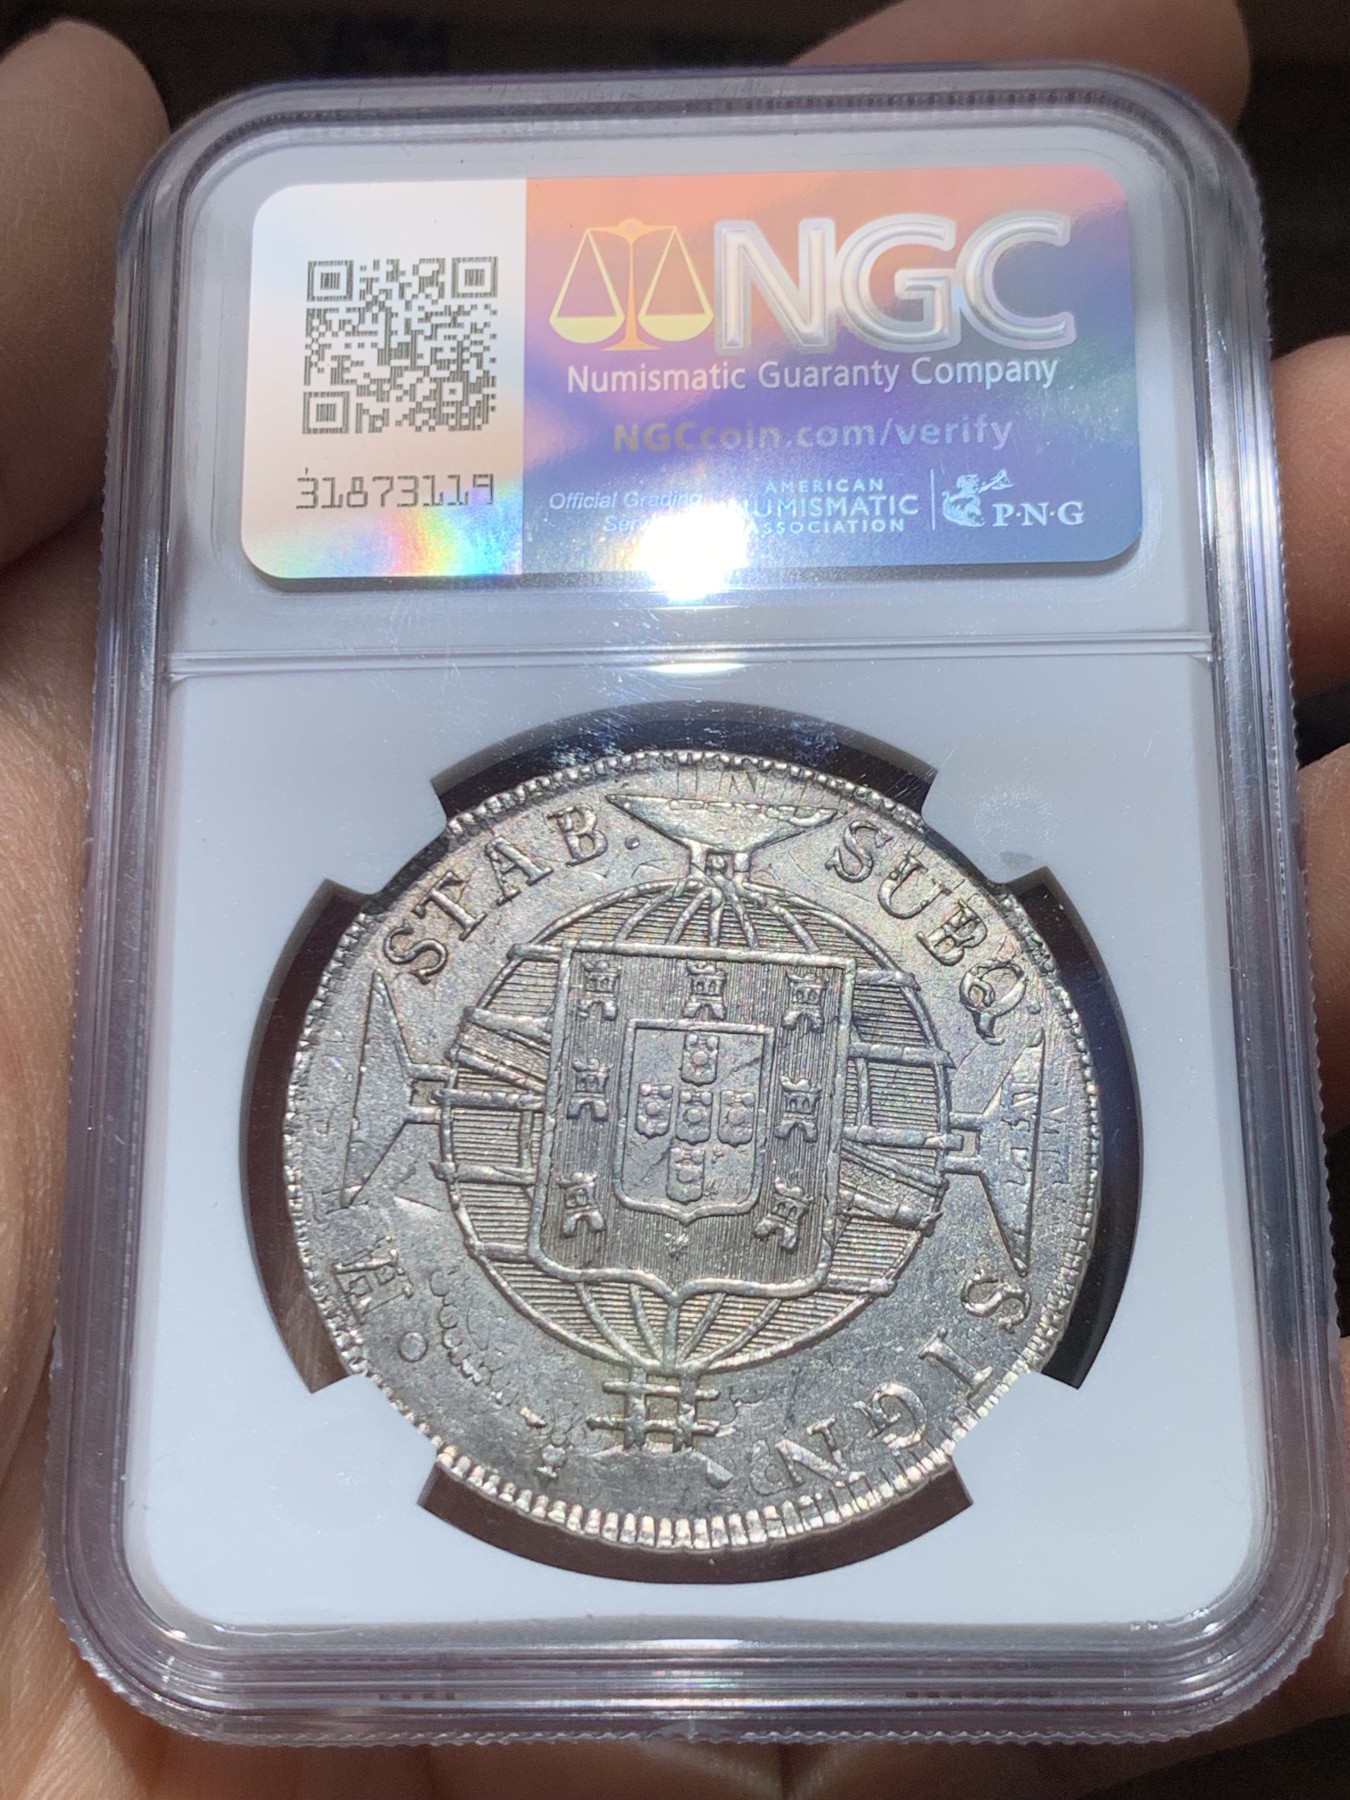 NGC
Numismatic Guaranty Company
NGCcoin.com/verify
31873119
Official Grading
AMERICAN
NUMISMATIC
ASSOCIATION
P·N·G
STAB.
SUBQ
SIGN